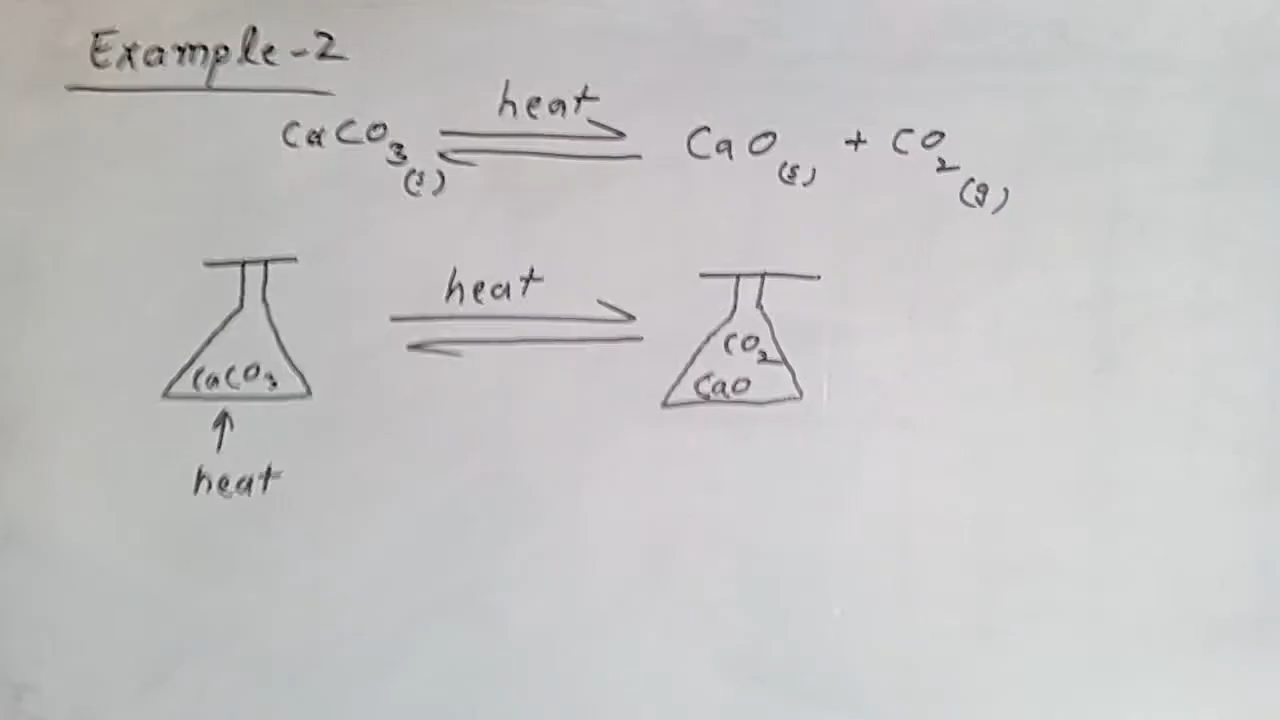 Example-2
heat
CaCO3(s) ⇌ CaO(s) + CO2(g)
heat
CO2
CaCO3 ⇌ CaO
heat